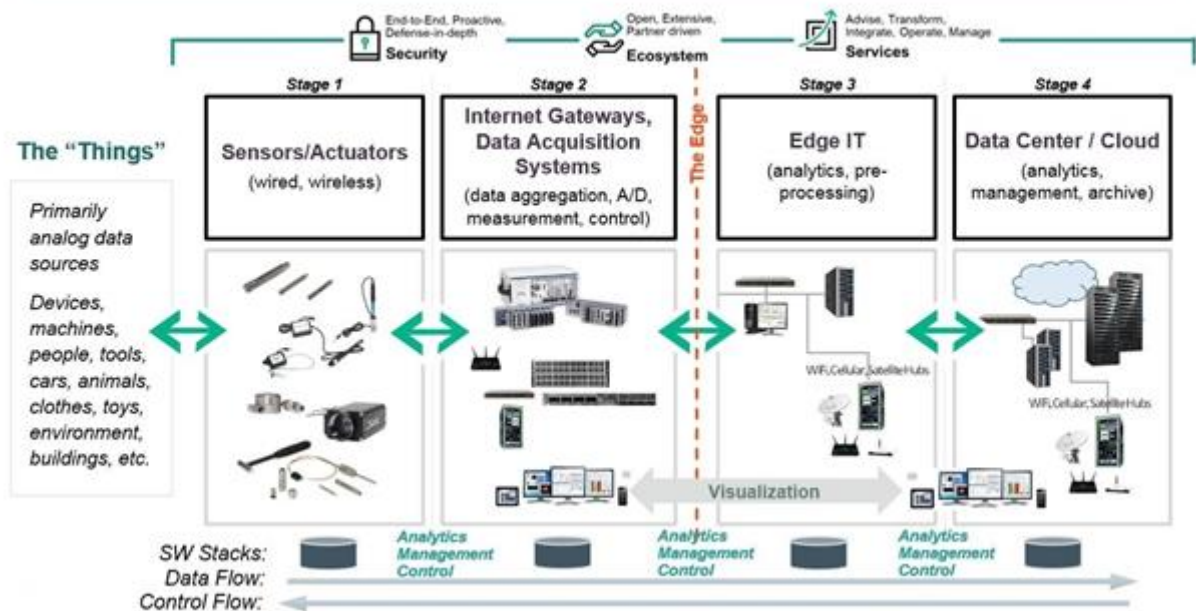 End-to-End, Proactive,
Defense-in-depth
Security
Open, Extensive,
Partner driven
Ecosystem
Advise, Transform,
Integrate, Operate, Manage
Services
The "Things"
Primarily
analog data
sources
Devices,
machines,
people, tools,
cars, animals,
clothes, toys,
environment,
buildings, etc.
Stage 1
Sensors/Actuators
(wired, wireless)
Stage 2
Internet Gateways,
Data Acquisition
Systems
(data aggregation, A/D,
measurement, control)
The Edge
Stage 3
Edge IT
(analytics, pre-
processing)
WiFi, Cellular, Satellite Hubs
Stage 4
Data Center / Cloud
(analytics,
management, archive)
WiFi, Cellular, Satellite Hubs
Visualization
SW Stacks:
Analytics
Management
Control
Analytics
Management
Control
Analytics
Management
Control
Data Flow:
Control Flow: